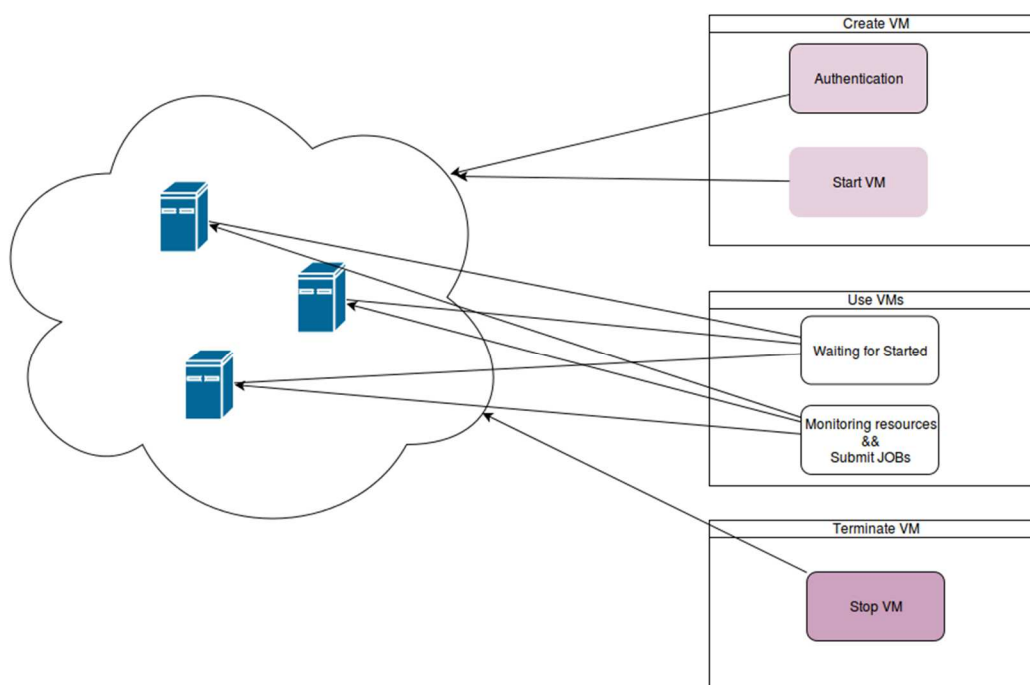 Create VM
Authentication
Start VM
Use VMs
Waiting for Started
Monitoring resources
&&
Submit JOBs
Terminate VM
Stop VM